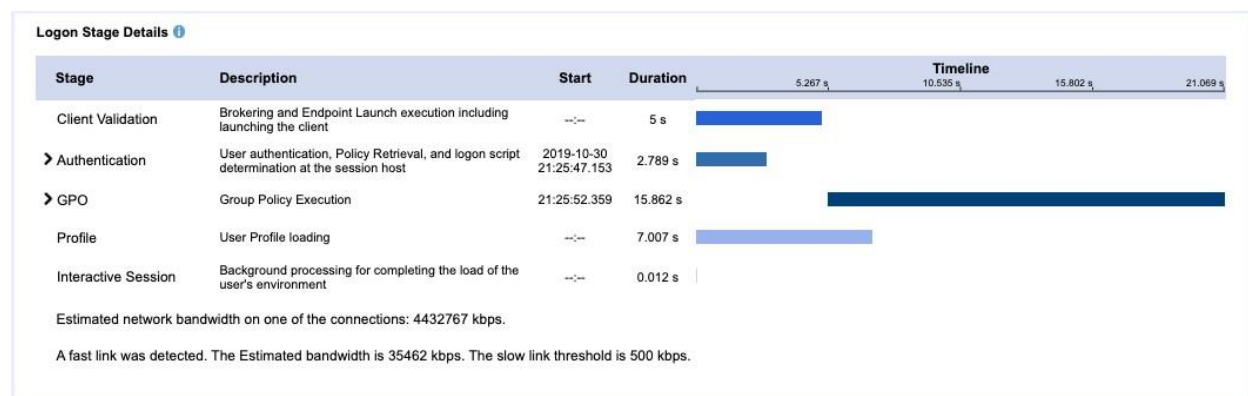 Logon Stage Details
Stage Description Start Duration Timeline
5.267 s 10.535 s 15.802 s 21.069 s
Client Validation Brokering and Endpoint Launch execution including launching the client --:-- 5 s
Authentication User authentication, Policy Retrieval, and logon script determination at the session host 2019-10-30 21:25:47.153 2.789 s
GPO Group Policy Execution 21:25:52.359 15.862 s
Profile User Profile loading --:-- 7.007 s
Interactive Session Background processing for completing the load of the user's environment --:-- 0.012 s
Estimated network bandwidth on one of the connections: 4432767 kbps.
A fast link was detected. The Estimated bandwidth is 35462 kbps. The slow link threshold is 500 kbps.